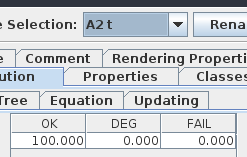 Selection: A2 t Rena
Comment Rendering Properti
ution Properties Classes
Tree Equation Updating
OK DEG FAIL
100.000 0.000 0.000